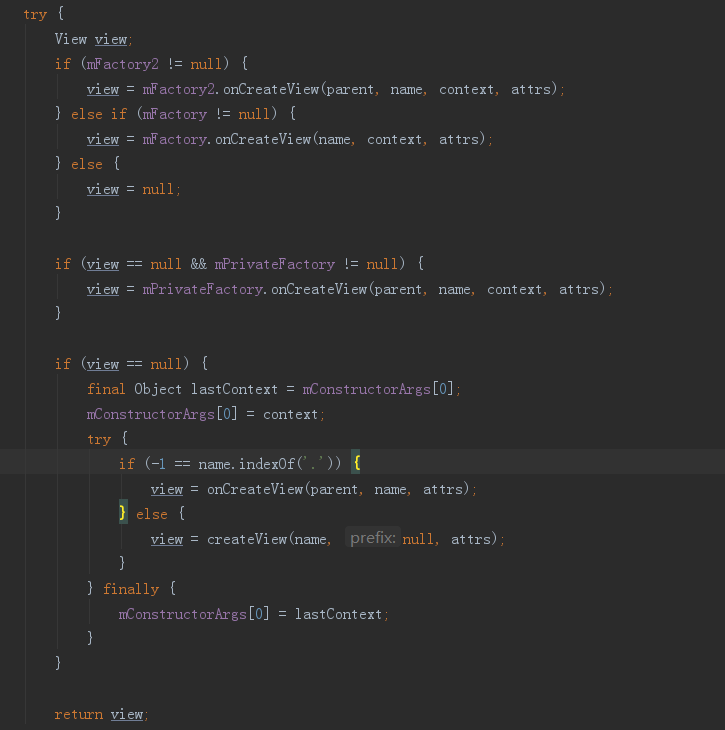 try {
    View view;
    if (mFactory2 != null) {
        view = mFactory2.onCreateView(parent, name, context, attrs);
    } else if (mFactory != null) {
        view = mFactory.onCreateView(name, context, attrs);
    } else {
        view = null;
    }

    if (view == null && mPrivateFactory != null) {
        view = mPrivateFactory.onCreateView(parent, name, context, attrs);
    }

    if (view == null) {
        final Object lastContext = mConstructorArgs[0];
        mConstructorArgs[0] = context;
        try {
            if (-1 == name.indexOf('.')) {
                view = onCreateView(parent, name, attrs);
            } else {
                view = createView(name, prefix: null, attrs);
            }
        } finally {
            mConstructorArgs[0] = lastContext;
        }
    }

    return view;